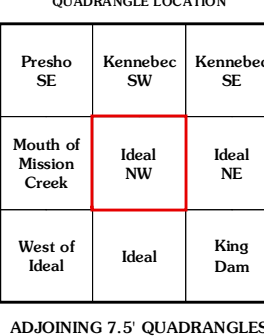 QUADRANGLE LOCATION
Presho
SE
Kennebec
SW
Kennebec
SE
Mouth of
Mission
Creek
Ideal
NW
Ideal
NE
West of
Ideal
Ideal
King
Dam
ADJOINING 7.5' QUADRANGLES